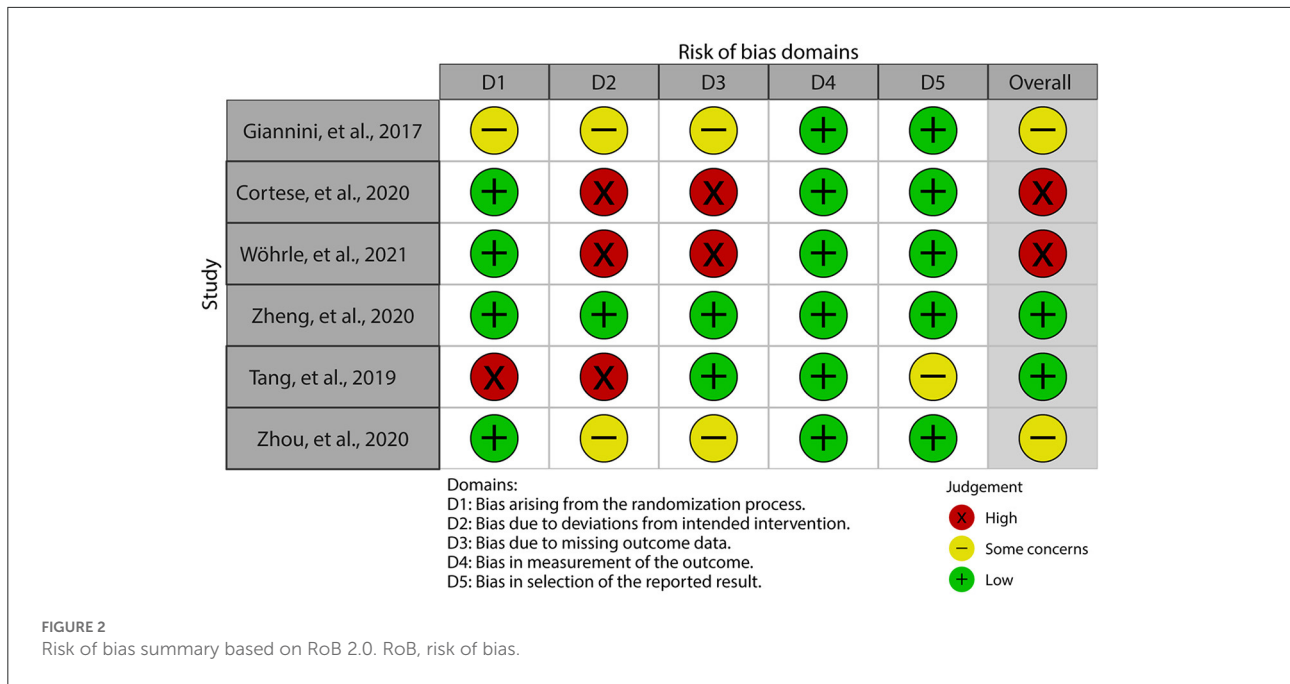 Risk of bias domains
D1 D2 D3 D4 D5 Overall
Study
Giannini, et al., 2017 − − − + + −
Cortese, et al., 2020 + X X + + X
Wöhrle, et al., 2021 + X X + + X
Zheng, et al., 2020 + + + + + +
Tang, et al., 2019 X X + + − +
Zhou, et al., 2020 + − − + + −
Domains:
D1: Bias arising from the randomization process.
D2: Bias due to deviations from intended intervention.
D3: Bias due to missing outcome data.
D4: Bias in measurement of the outcome.
D5: Bias in selection of the reported result.
Judgement
X High
− Some concerns
+ Low
FIGURE 2
Risk of bias summary based on RoB 2.0. RoB, risk of bias.